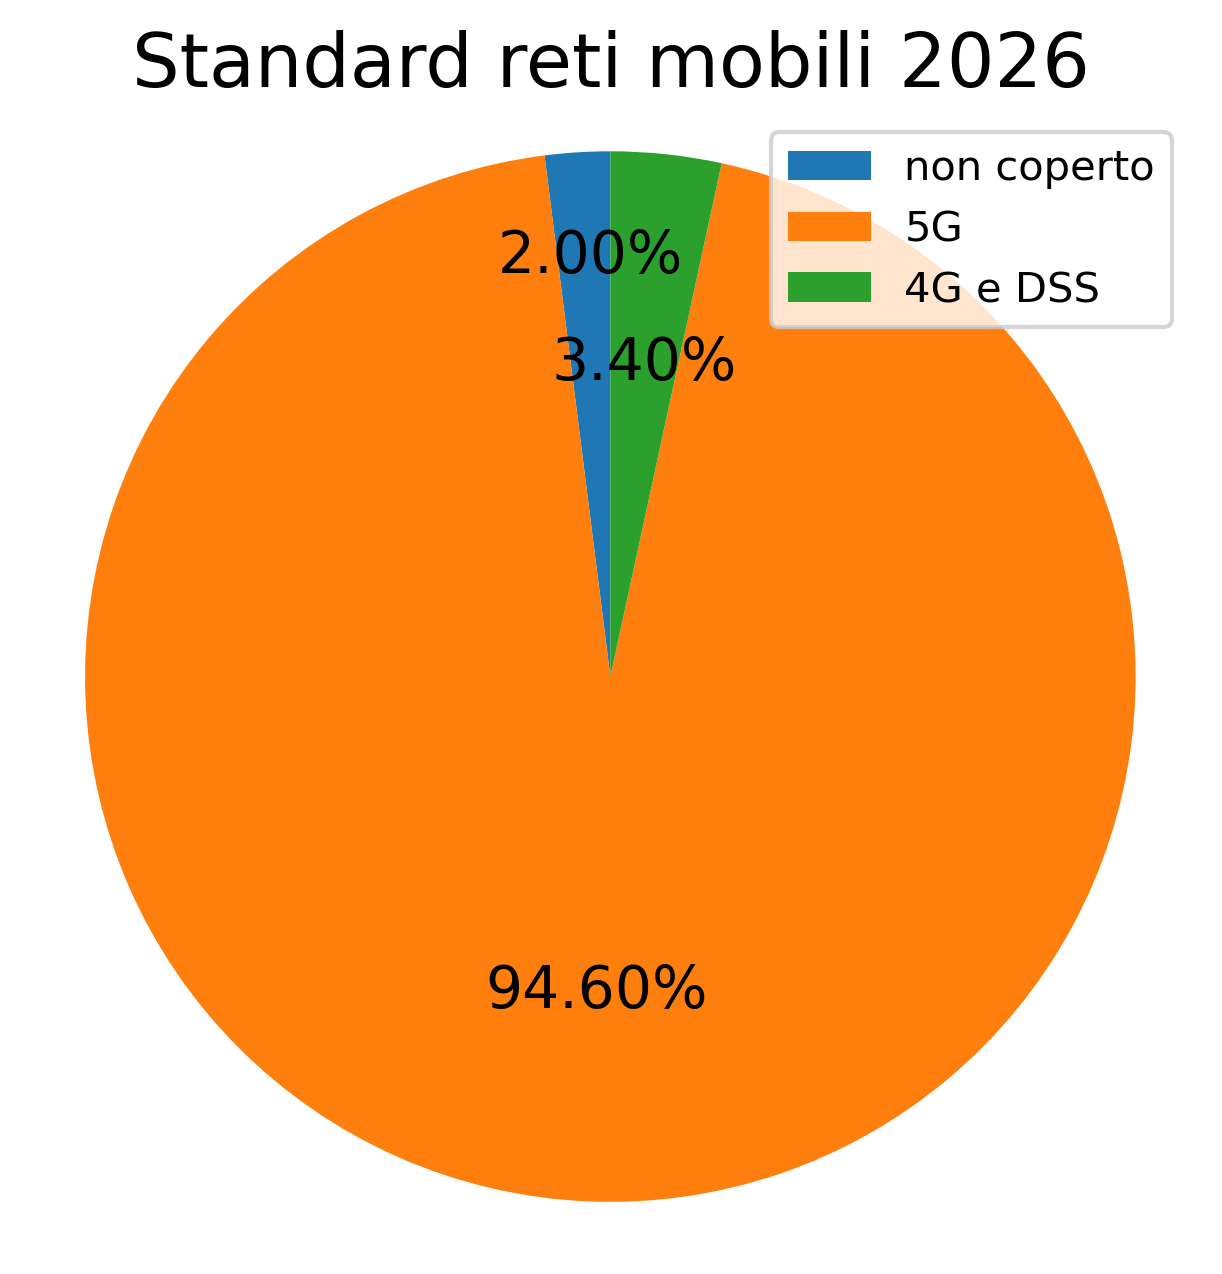 Standard reti mobili 2026
non coperto
5G
4G e DSS
2.00%
3.40%
94.60%